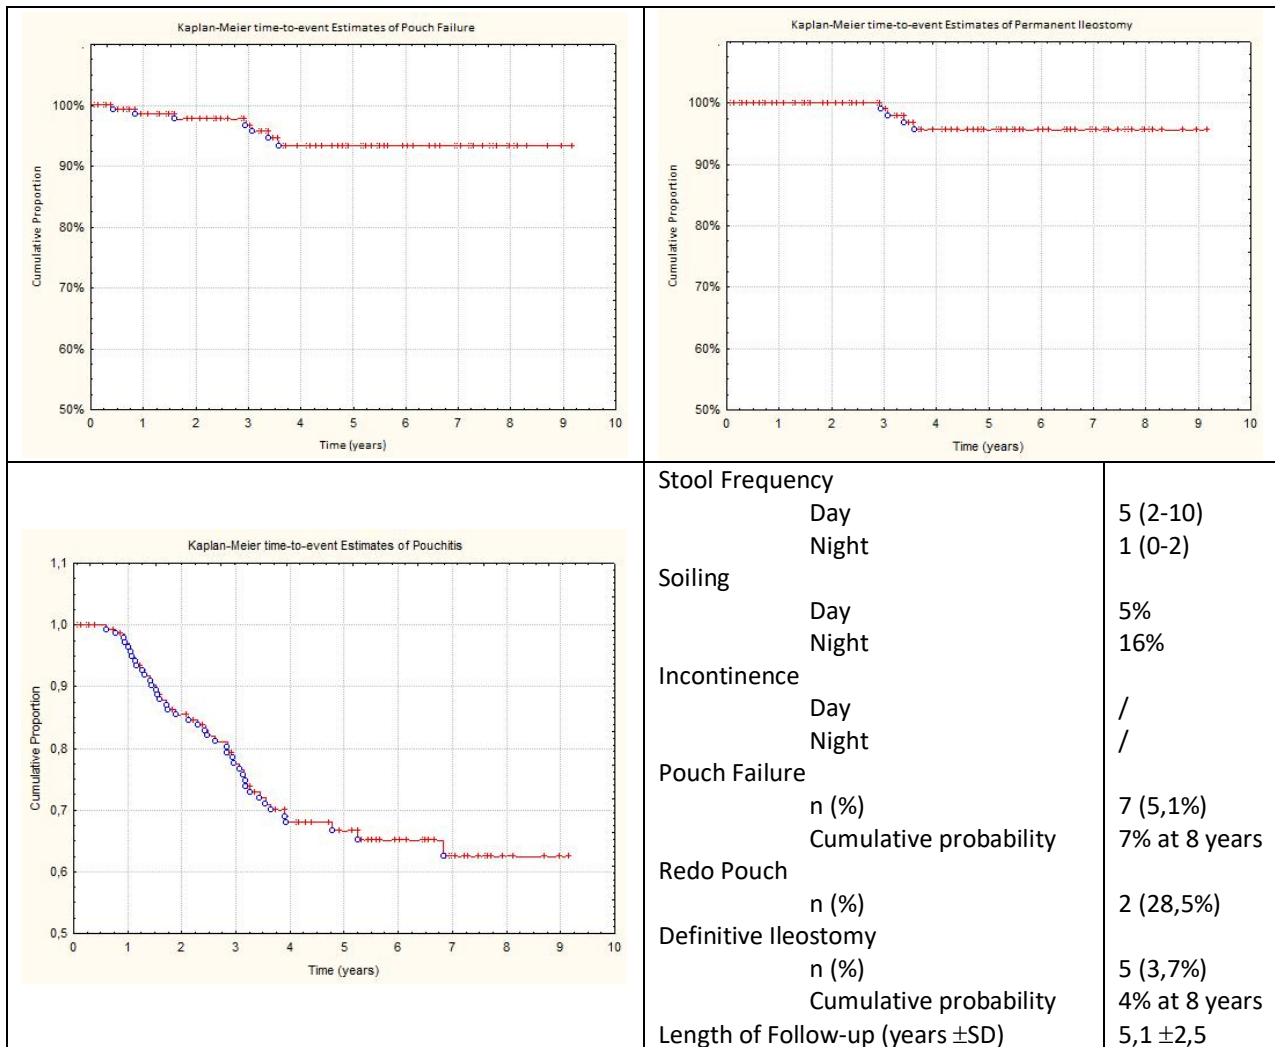 Kaplan-Meier time-to-event Estimates of Pouch Failure
100%
90%
80%
70%
60%
50%
Cumulative Proportion
0 1 2 3 4 5 6 7 8 9 10
Time (years)
Kaplan-Meier time-to-event Estimates of Permanent Ileostomy
100%
90%
80%
70%
60%
50%
Cumulative Proportion
0 1 2 3 4 5 6 7 8 9 10
Time (years)
Kaplan-Meier time-to-event Estimates of Pouchitis
1,1
1,0
0,9
0,8
0,7
0,6
0,5
Cumulative Proportion
0 1 2 3 4 5 6 7 8 9 10
Time (years)
Stool Frequency
Day 5 (2-10)
Night 1 (0-2)
Soiling
Day 5%
Night 16%
Incontinence
Day /
Night /
Pouch Failure
n (%) 7 (5,1%)
Cumulative probability 7% at 8 years
Redo Pouch
n (%) 2 (28,5%)
Definitive Ileostomy
n (%) 5 (3,7%)
Cumulative probability 4% at 8 years
Length of Follow-up (years ±SD) 5,1 ±2,5